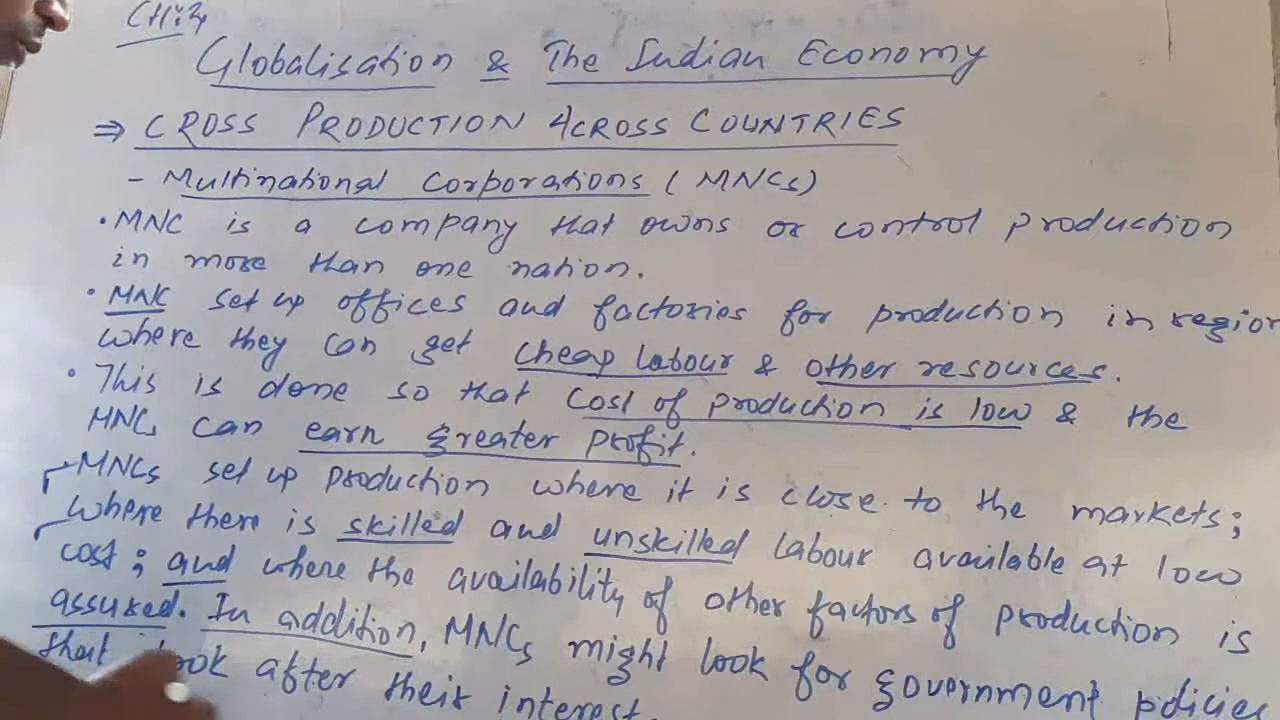 CH:4
Globalisation & The Indian Economy
⇒ CROSS PRODUCTION ACROSS COUNTRIES
- Multinational Corporations (MNCs)
• MNC is a company that owns or control production
in more than one nation.
• MNC set up offices and factories for production in region
where they can get cheap labour & other resources.
• This is done so that cost of production is low & the
MNCs can earn greater profit.
MNCs set up production where it is close to the markets;
where there is skilled and unskilled labour available at low
cost; and where the availability of other factors of production is
assured. In addition, MNCs might look for government policies
that look after their interest.